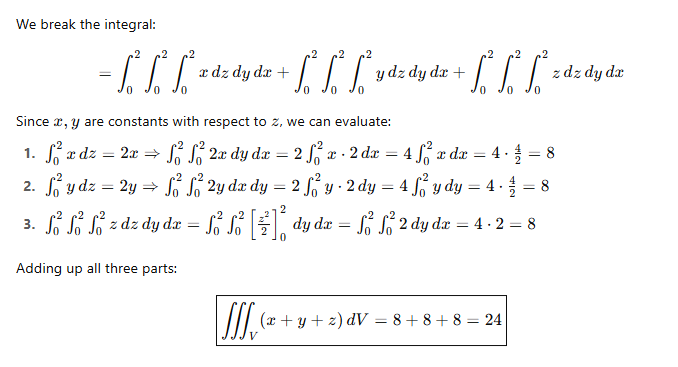 We break the integral:
= ∫₀² ∫₀² ∫₀² x dz dy dx + ∫₀² ∫₀² ∫₀² y dz dy dx + ∫₀² ∫₀² ∫₀² z dz dy dx
Since x, y are constants with respect to z, we can evaluate:
1. ∫₀² x dz = 2x ⇒ ∫₀² ∫₀² 2x dy dx = 2 ∫₀² x · 2 dx = 4 ∫₀² x dx = 4 · 4/2 = 8
2. ∫₀² y dz = 2y ⇒ ∫₀² ∫₀² 2y dx dy = 2 ∫₀² y · 2 dy = 4 ∫₀² y dy = 4 · 4/2 = 8
3. ∫₀² ∫₀² ∫₀² z dz dy dx = ∫₀² ∫₀² [z²/2]₀² dy dx = ∫₀² ∫₀² 2 dy dx = 4 · 2 = 8
Adding up all three parts:
∭_V (x + y + z) dV = 8 + 8 + 8 = 24